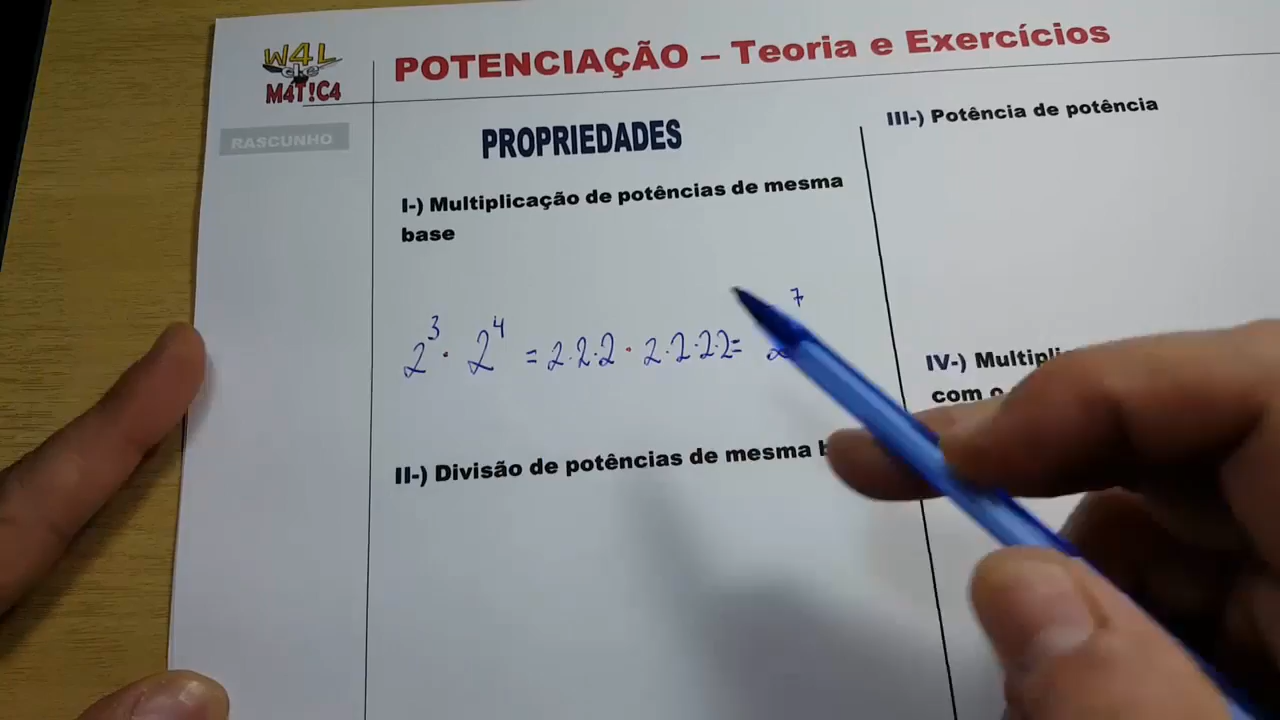 W4L
M4T!C4
POTENCIAÇÃO – Teoria e Exercícios
RASCUNHO
PROPRIEDADES
I-) Multiplicação de potências de mesma
base
2³ · 2⁴ = 2·2·2 · 2·2·2·2= 2⁷
II-) Divisão de potências de mesma
III-) Potência de potência
IV-)
com